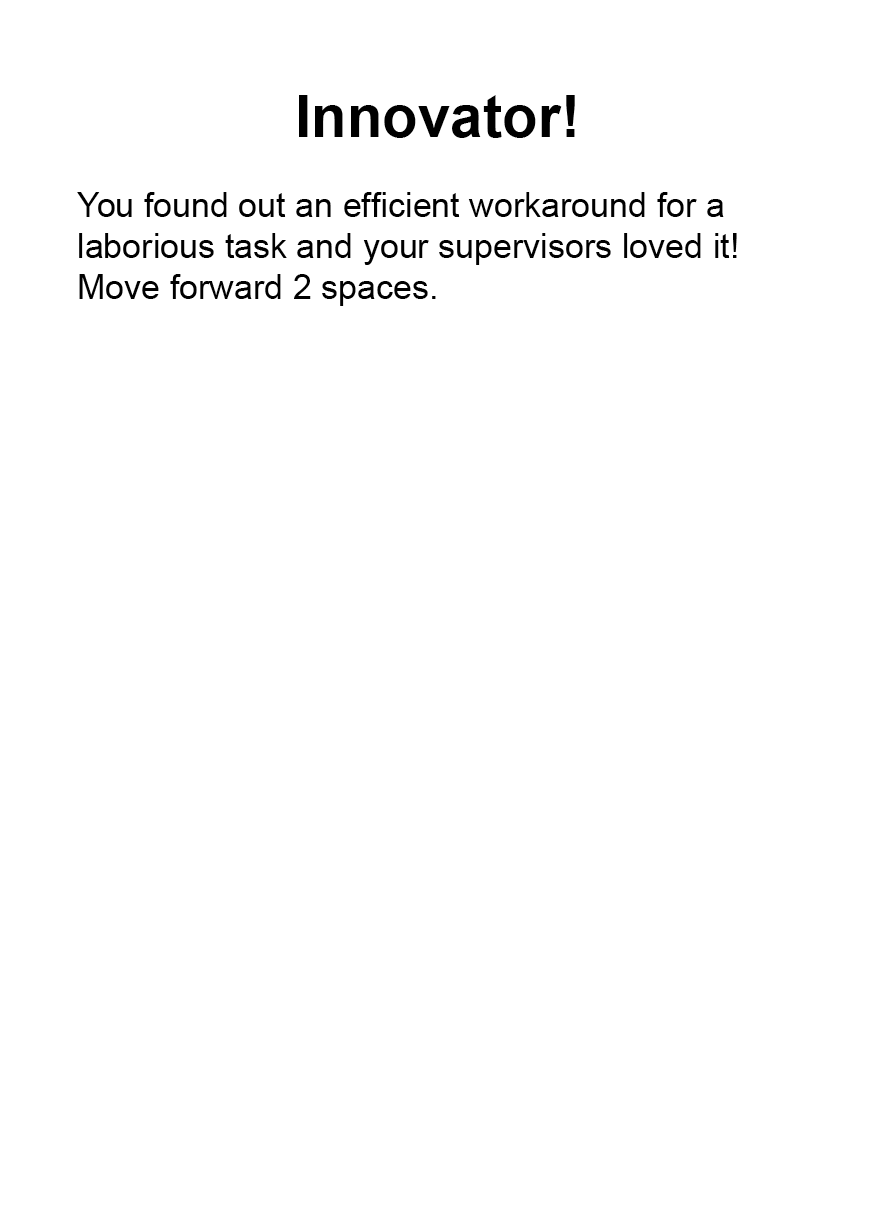 Innovator!
You found out an efficient workaround for a
laborious task and your supervisors loved it!
Move forward 2 spaces.